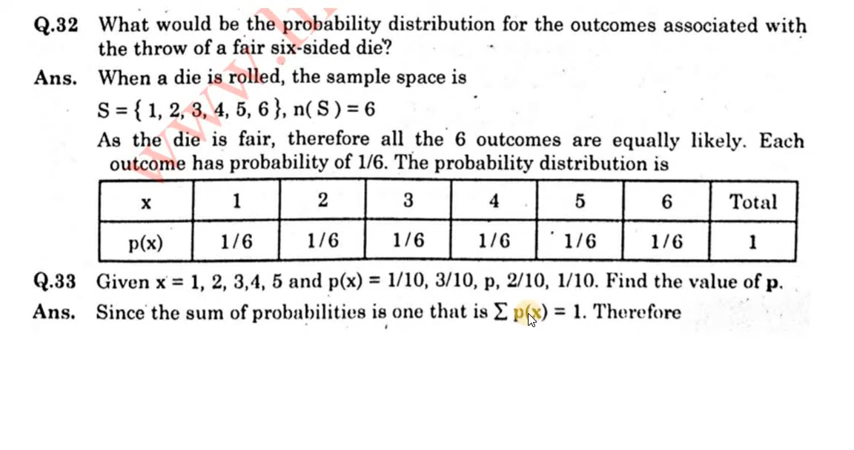 Q.32 What would be the probability distribution for the outcomes associated with
the throw of a fair six-sided die?
Ans. When a die is rolled, the sample space is
S = { 1, 2, 3, 4, 5, 6 }, n( S ) = 6
As the die is fair, therefore all the 6 outcomes are equally likely. Each
outcome has probability of 1/6. The probability distribution is
x 1 2 3 4 5 6 Total
p(x) 1/6 1/6 1/6 1/6 1/6 1/6 1
Q.33 Given x = 1, 2, 3,4, 5 and p(x) = 1/10, 3/10, p, 2/10, 1/10. Find the value of p.
Ans. Since the sum of probabilities is one that is Σ p(x) = 1. Therefore